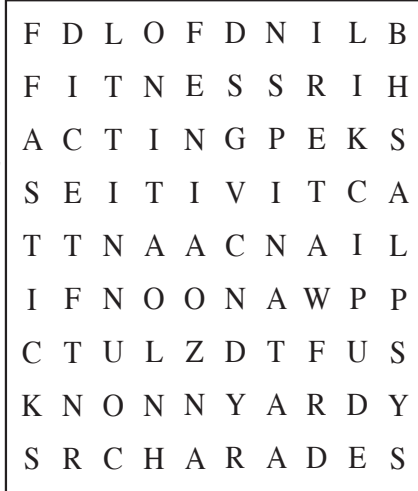 F D L O F D N I L B
F I T N E S S R I H
A C T I N G P E K S
S E I T I V I T C A
T T N A A C N A I L
I F N O O N A W P P
C T U L Z D T F U S
K N O N N Y A R D Y
S R C H A R A D E S